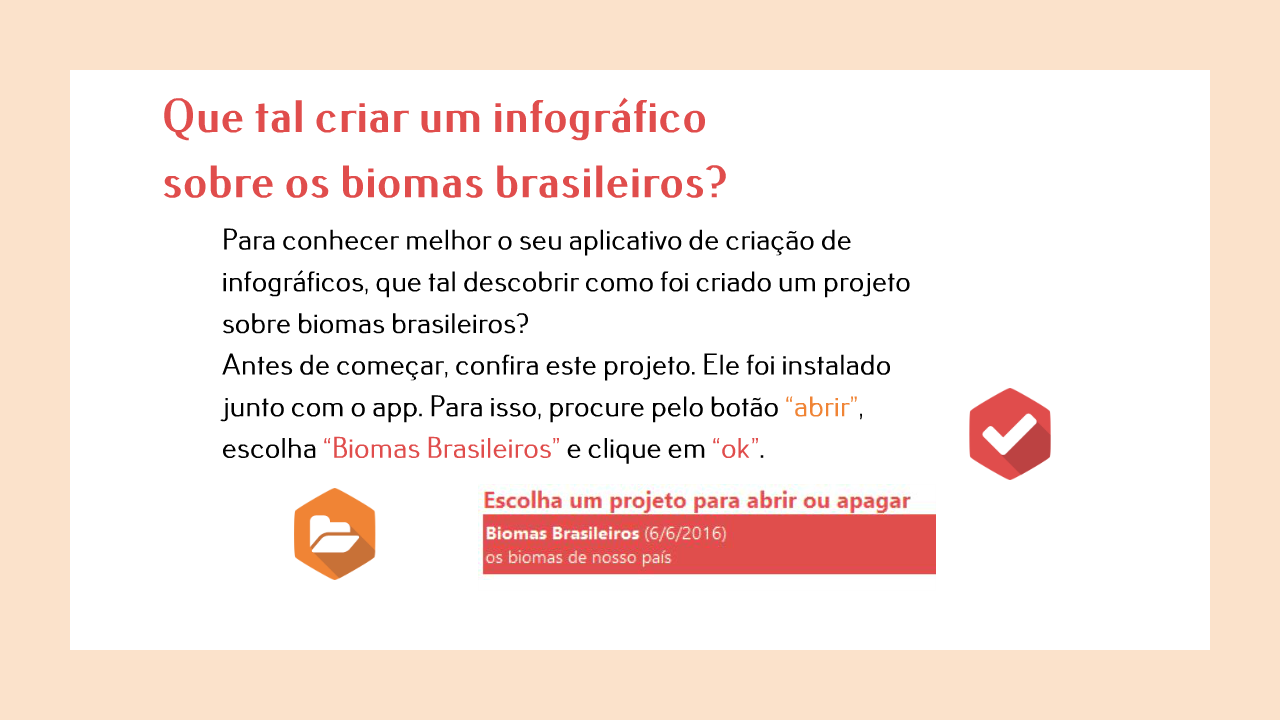 Que tal criar um infográfico
sobre os biomas brasileiros?
Para conhecer melhor o seu aplicativo de criação de
infográficos, que tal descobrir como foi criado um projeto
sobre biomas brasileiros?
Antes de começar, confira este projeto. Ele foi instalado
junto com o app. Para isso, procure pelo botão “abrir”,
escolha “Biomas Brasileiros” e clique em “ok”.
Escolha um projeto para abrir ou apagar
Biomas Brasileiros (6/6/2016)
os biomas de nosso país